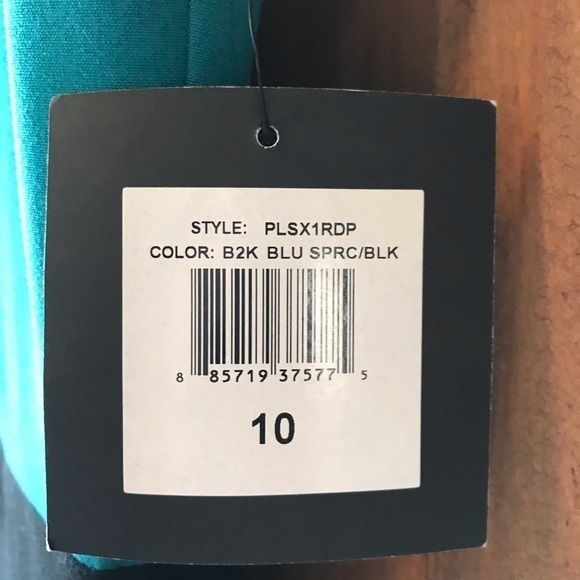 STYLE: PLSX1RDP
COLOR: B2K BLU SPRC/BLK
8 85719 37577 5
10